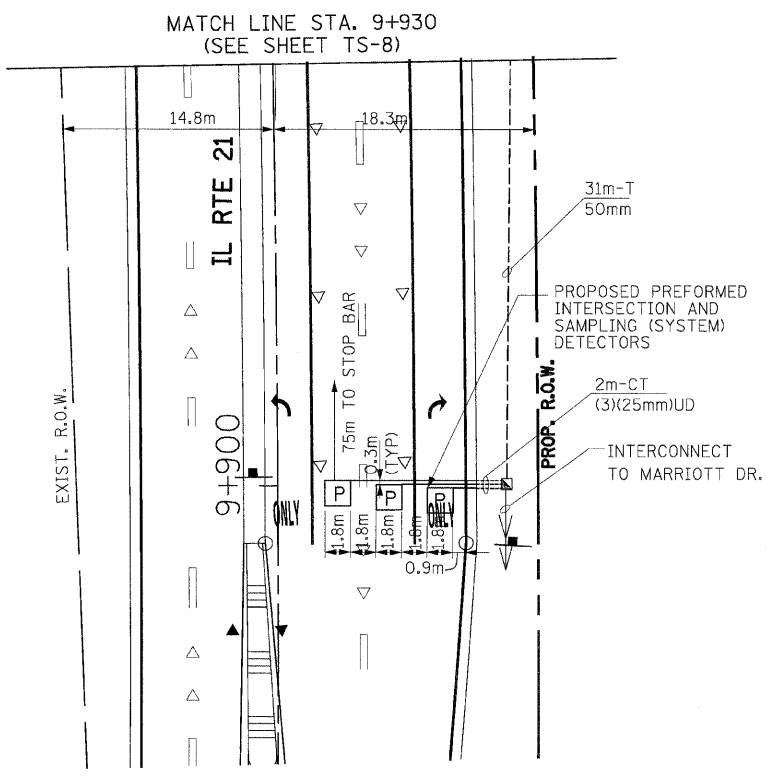 MATCH LINE STA. 9+930
(SEE SHEET TS-8)
14.8m
18.3m
IL RTE 21
31m-T
50mm
PROPOSED PREFORMED
INTERSECTION AND
SAMPLING (SYSTEM)
DETECTORS
75m TO STOP BAR
EXIST. R.O.W.
PROP. R.O.W.
2m-CT
(3)(25mm)UD
0.3m
(TYP)
9+900
INTERCONNECT
TO MARRIOTT DR.
P
P
P
ONLY
ONLY
1.8m
1.8m
1.8m
1.8m
1.8m
0.9m